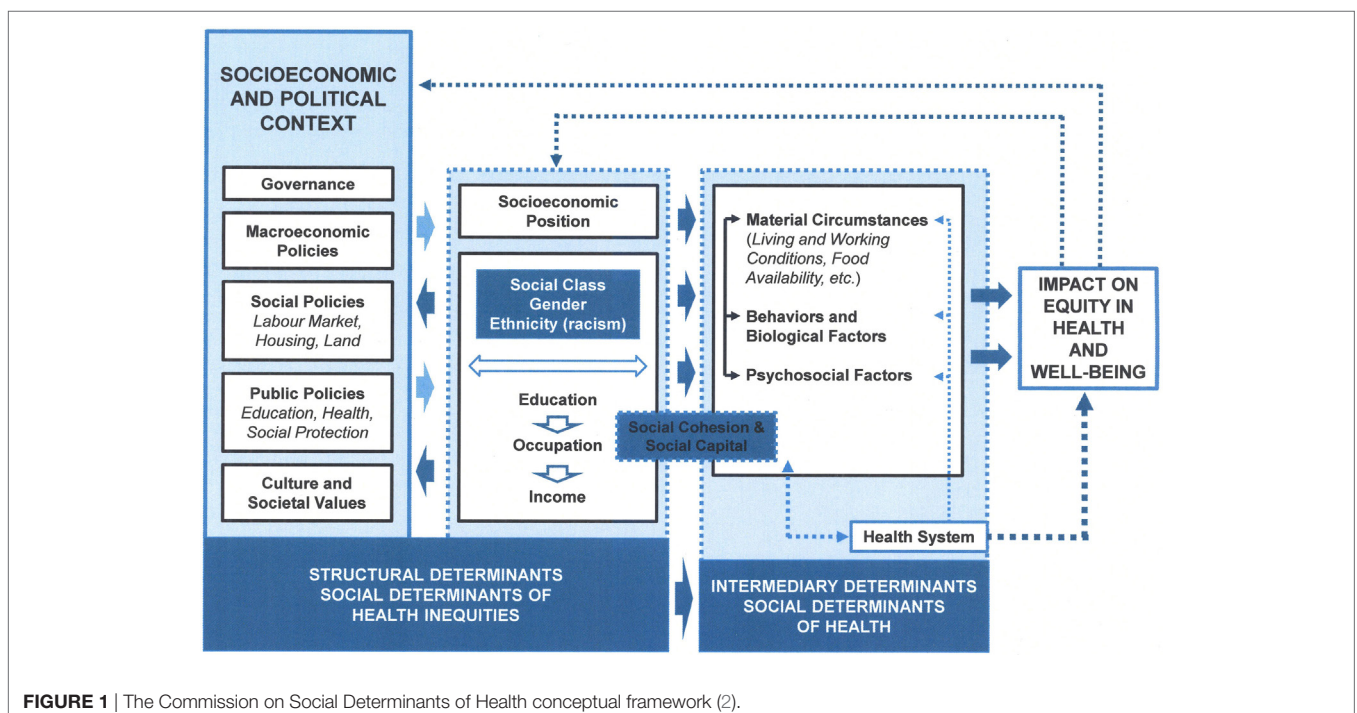 SOCIOECONOMIC
AND POLITICAL
CONTEXT
Governance
Macroeconomic
Policies
Social Policies
Labour Market,
Housing, Land
Public Policies
Education, Health,
Social Protection
Culture and
Societal Values
Socioeconomic
Position
Social Class
Gender
Ethnicity (racism)
Education
Occupation
Income
Social Cohesion &
Social Capital
Material Circumstances
(Living and Working
Conditions, Food
Availability, etc.)
Behaviors and
Biological Factors
Psychosocial Factors
Health System
IMPACT ON
EQUITY IN
HEALTH
AND
WELL-BEING
STRUCTURAL DETERMINANTS
SOCIAL DETERMINANTS OF
HEALTH INEQUITIES
INTERMEDIARY DETERMINANTS
SOCIAL DETERMINANTS
OF HEALTH
FIGURE 1 | The Commission on Social Determinants of Health conceptual framework (2).